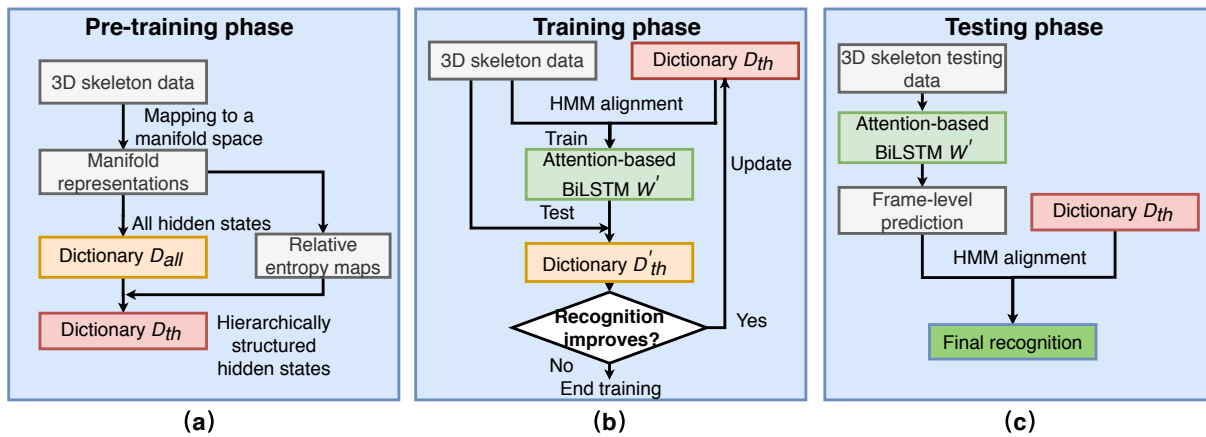 Pre-training phase
3D skeleton data
Mapping to a
manifold space
Manifold
representations
All hidden states
Dictionary D_all
Relative
entropy maps
Dictionary D_th
Hierarchically
structured
hidden states
(a)
Training phase
3D skeleton data
Dictionary D_th
HMM alignment
Train
Attention-based
BiLSTM W'
Update
Test
Dictionary D'_th
Recognition
improves?
Yes
No
End training
(b)
Testing phase
3D skeleton testing
data
Attention-based
BiLSTM W'
Frame-level
prediction
Dictionary D_th
HMM alignment
Final recognition
(c)